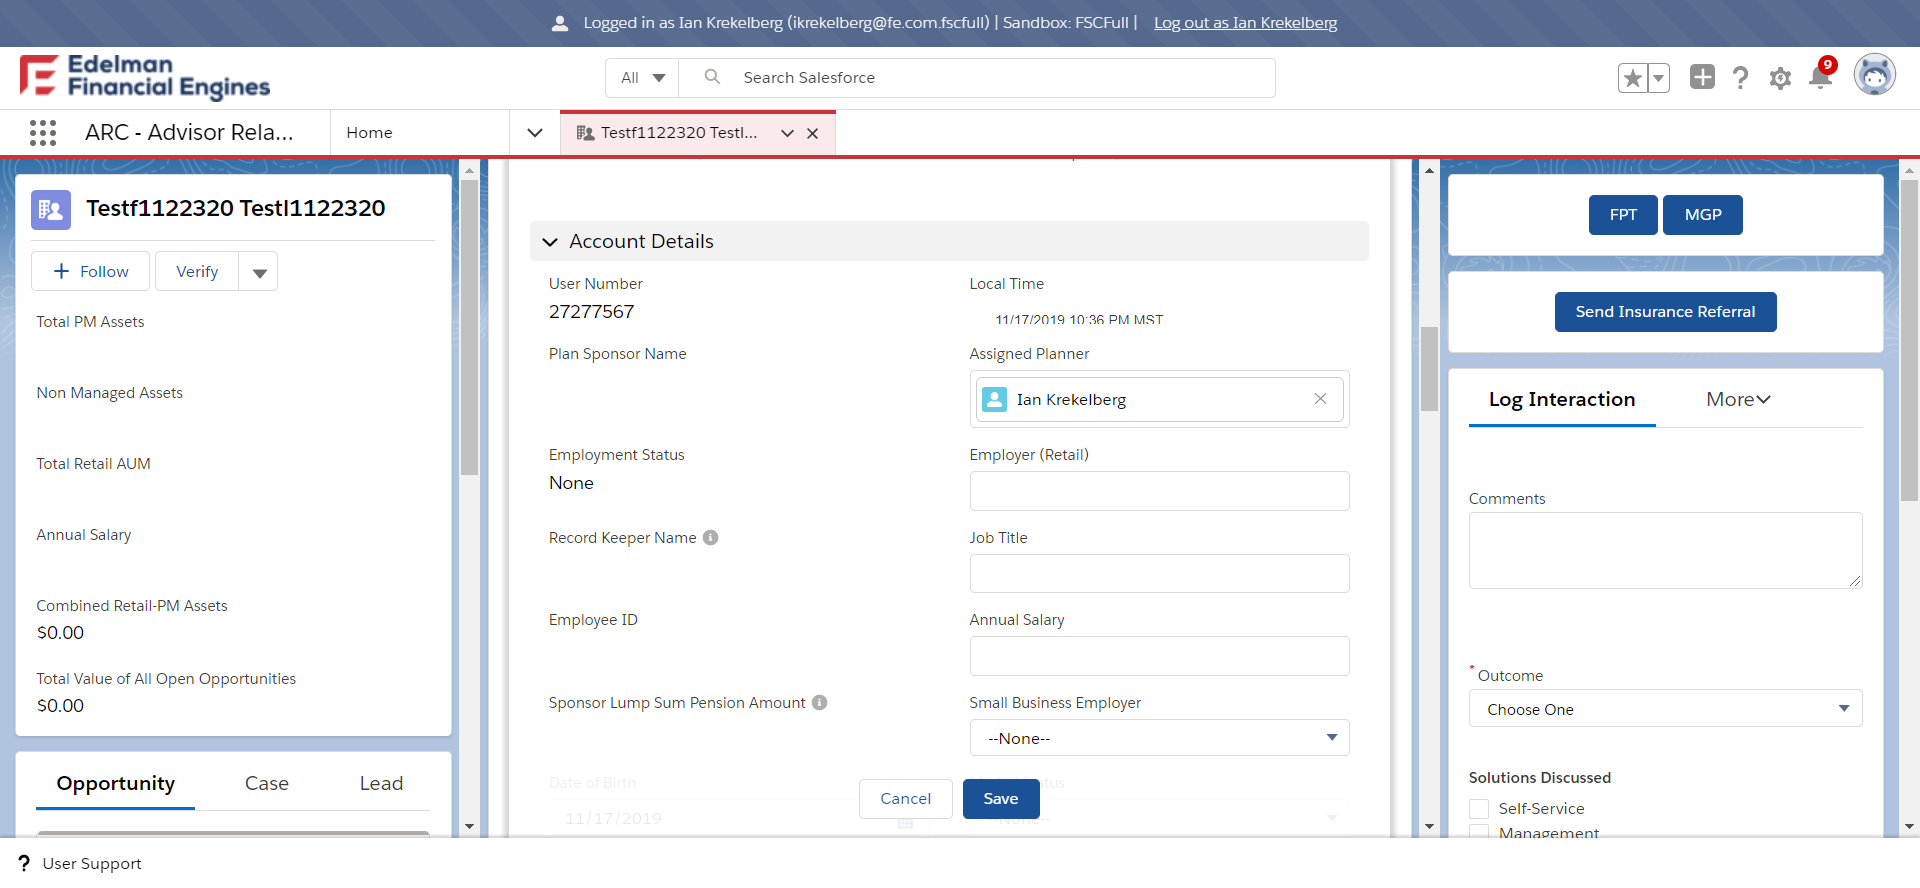 Logged in as Ian Krekelberg (ikrekelberg@fe.com.fscfull) | Sandbox: FSCFull | Log out as Ian Krekelberg
Edelman
Financial Engines
All
Search Salesforce
9
ARC - Advisor Rela...
Home
Testf1122320 Testl...
Testf1122320 Testl1122320
Follow
Verify
Total PM Assets
Non Managed Assets
Total Retail AUM
Annual Salary
Combined Retail-PM Assets
$0.00
Total Value of All Open Opportunities
$0.00
Opportunity Case Lead
Account Details
User Number
27277567
Local Time
11/17/2019 10:36 PM MST
Plan Sponsor Name
Assigned Planner
Ian Krekelberg
Employment Status
None
Employer (Retail)
Record Keeper Name
Job Title
Employee ID
Annual Salary
Sponsor Lump Sum Pension Amount
Small Business Employer
--None--
Date of Birth
11/17/2019
Cancel
Save
FPT
MGP
Send Insurance Referral
Log Interaction
More
Comments
* Outcome
Choose One
Solutions Discussed
Self-Service
Management
? User Support